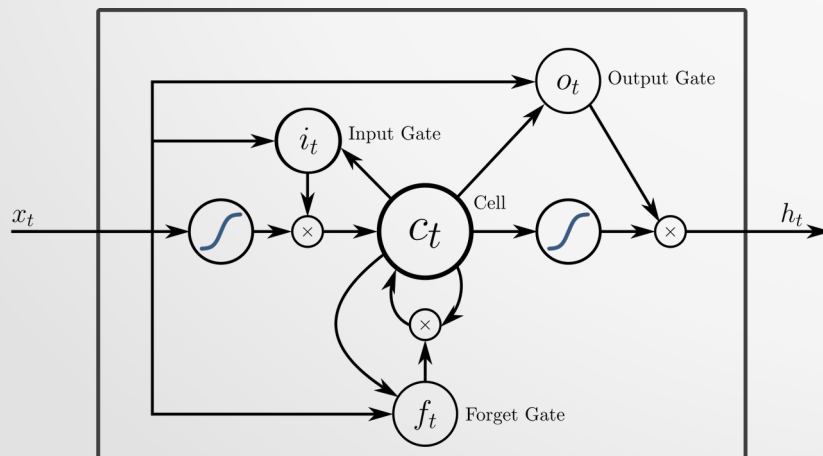 o_t Output Gate
i_t Input Gate
x_t
×
c_t
Cell
×
h_t
×
f_t Forget Gate